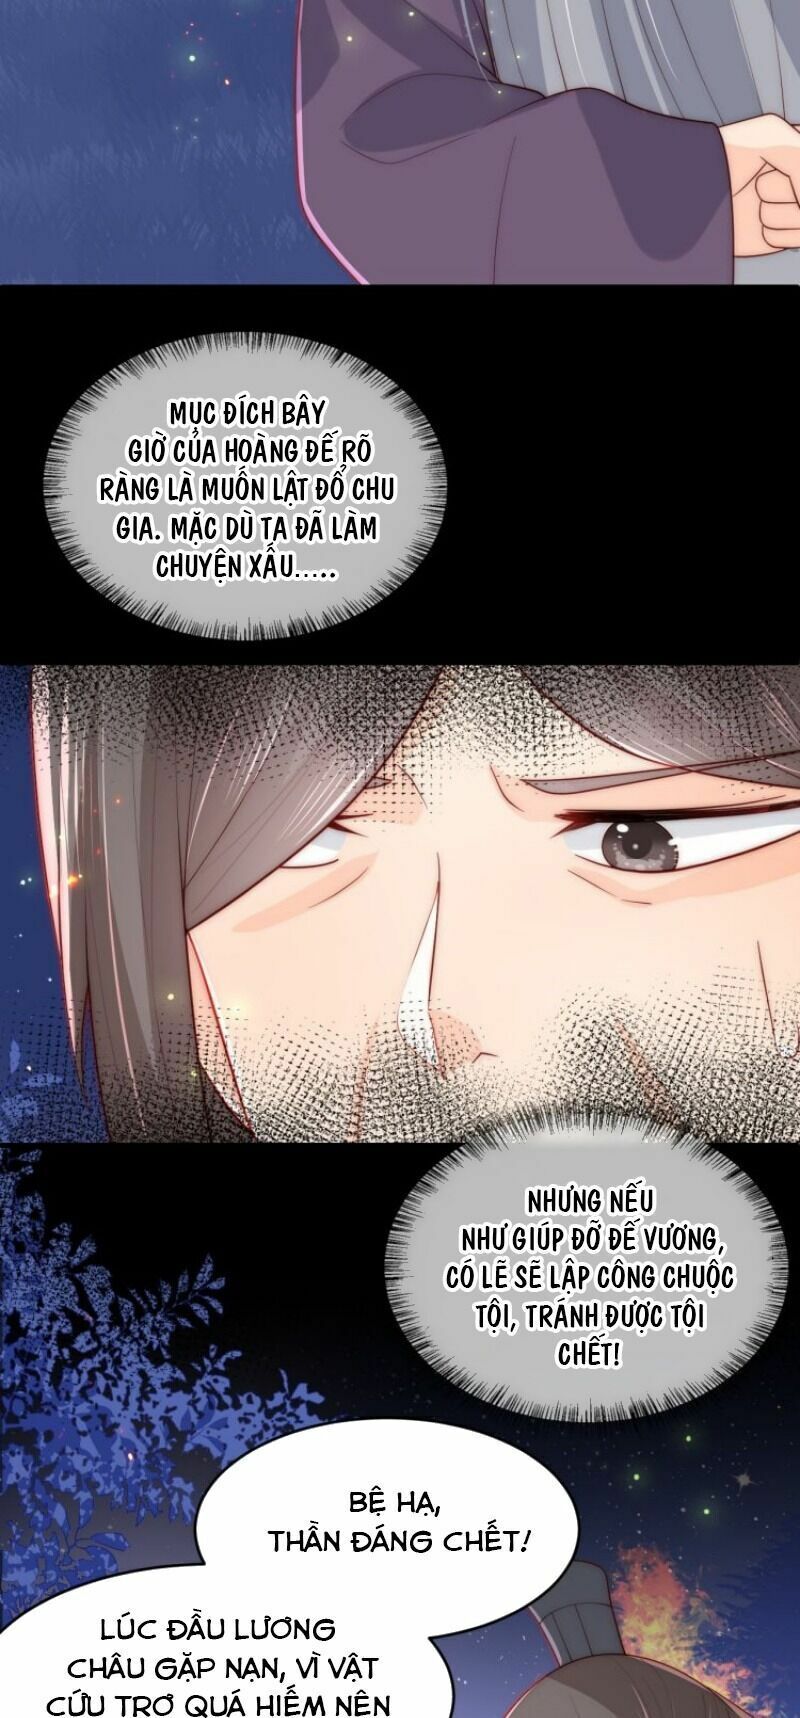 MỤC ĐÍCH BÂY
GIỜ CỦA HOÀNG ĐẾ RÕ
RÀNG LÀ MUỐN LẬT ĐỔ CHU
GIA. MẶC DÙ TA ĐÃ LÀM
CHUYỆN XẤU.....
NHƯNG NẾU
NHƯ GIÚP ĐỠ ĐẾ VƯƠNG,
CÓ LẼ SẼ LẬP CÔNG CHUỘC
TỘI, TRÁNH ĐƯỢC TỘI
CHẾT!
BỆ HẠ,
THẦN ĐÁNG CHẾT!
LÚC ĐẦU LƯƠNG
CHÂU GẶP NẠN, VÌ VẬT
CỨU TRỢ QUÁ HIẾM NÊN